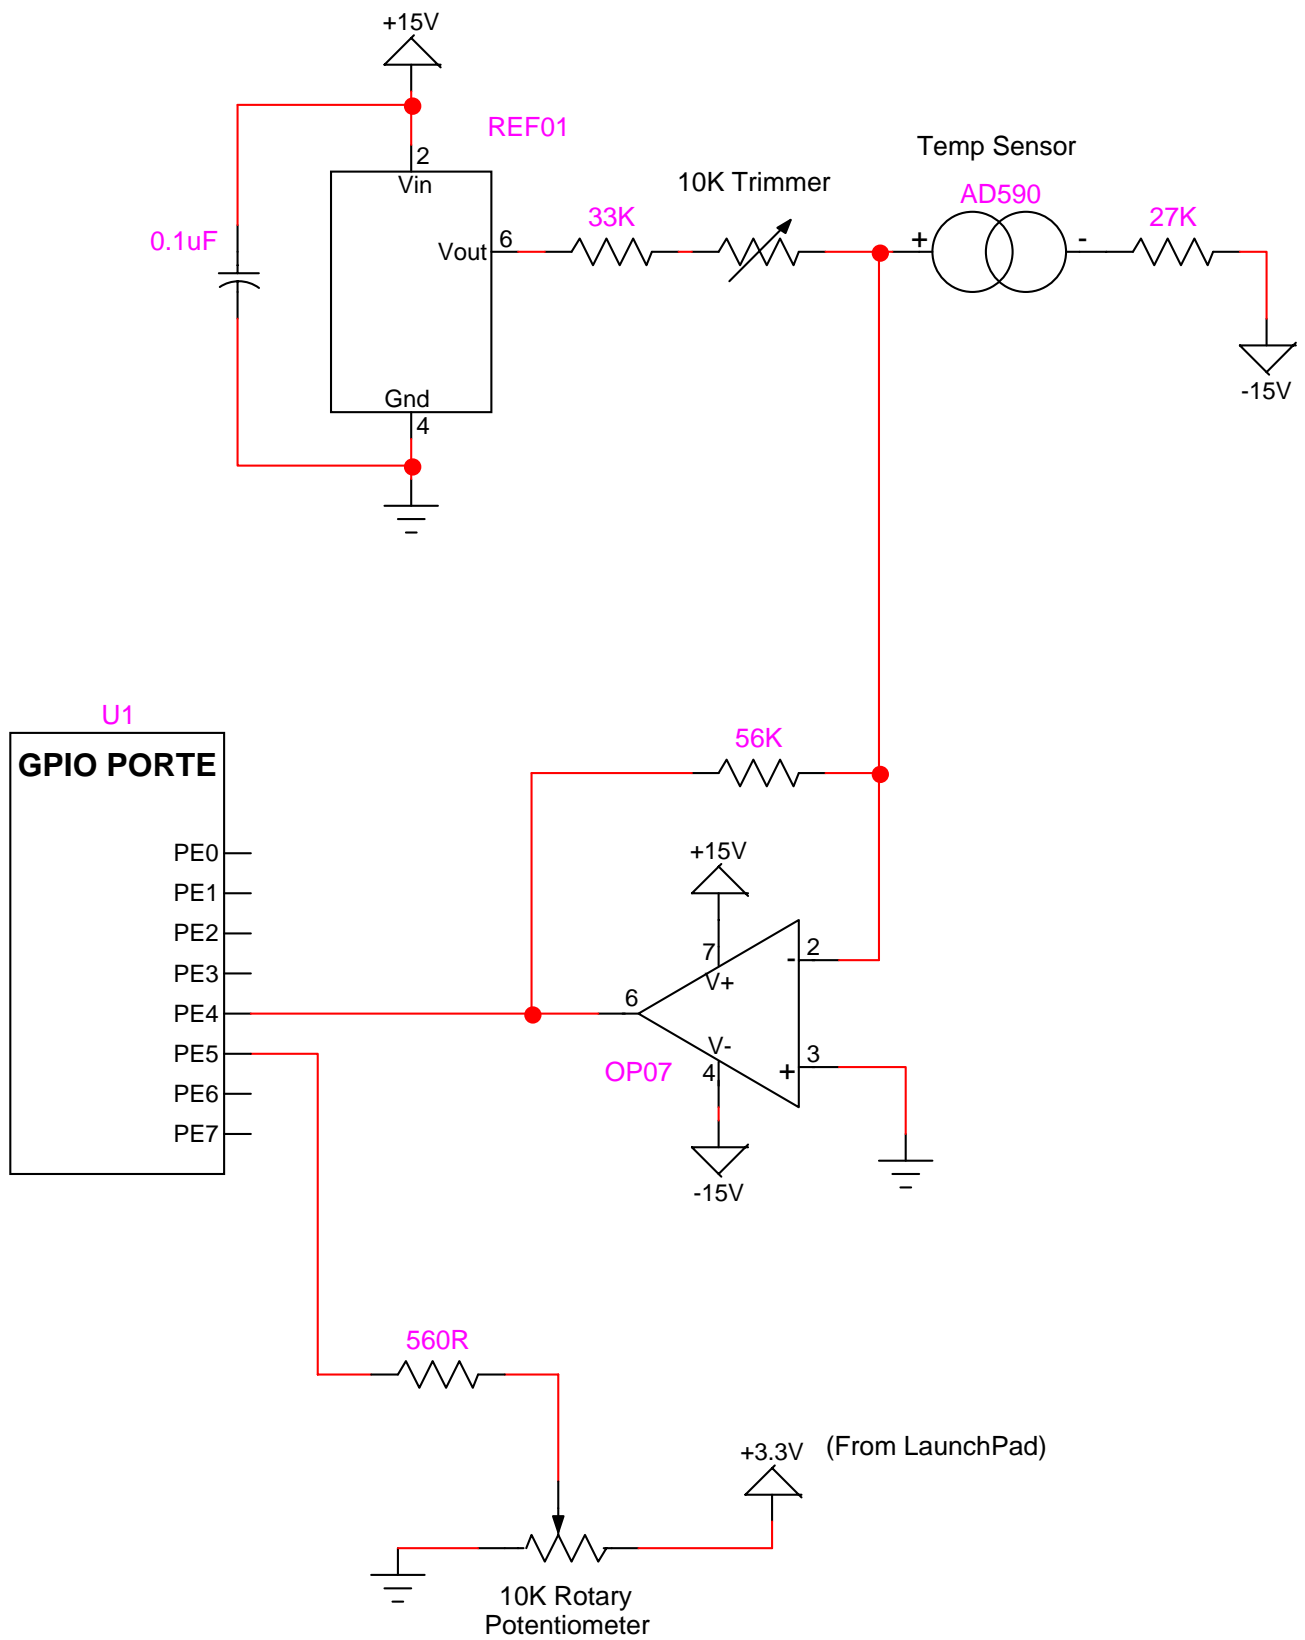 +15V
REF01
2
Vin
0.1uF
Vout
6
33K
10K Trimmer
Temp Sensor
AD590
+
-
27K
-15V
Gnd
4
U1
GPIO PORTE
PE0
PE1
PE2
PE3
PE4
PE5
PE6
PE7
56K
+15V
7
V+
-
2
6
V-
4
+
3
OP07
-15V
560R
+3.3V
(From LaunchPad)
10K Rotary
Potentiometer